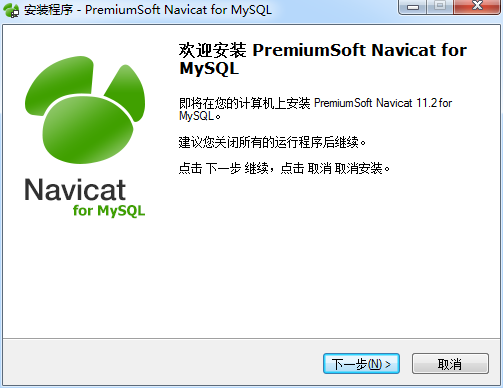 安装程序 - PremiumSoft Navicat for MySQL
欢迎安装 PremiumSoft Navicat for
MySQL
即将在您的计算机上安装 PremiumSoft Navicat 11.2 for
MySQL。
建议您关闭所有的运行程序后继续。
点击 下一步 继续，点击 取消 取消安装。
Navicat
for MySQL
下一步(N) >
取消